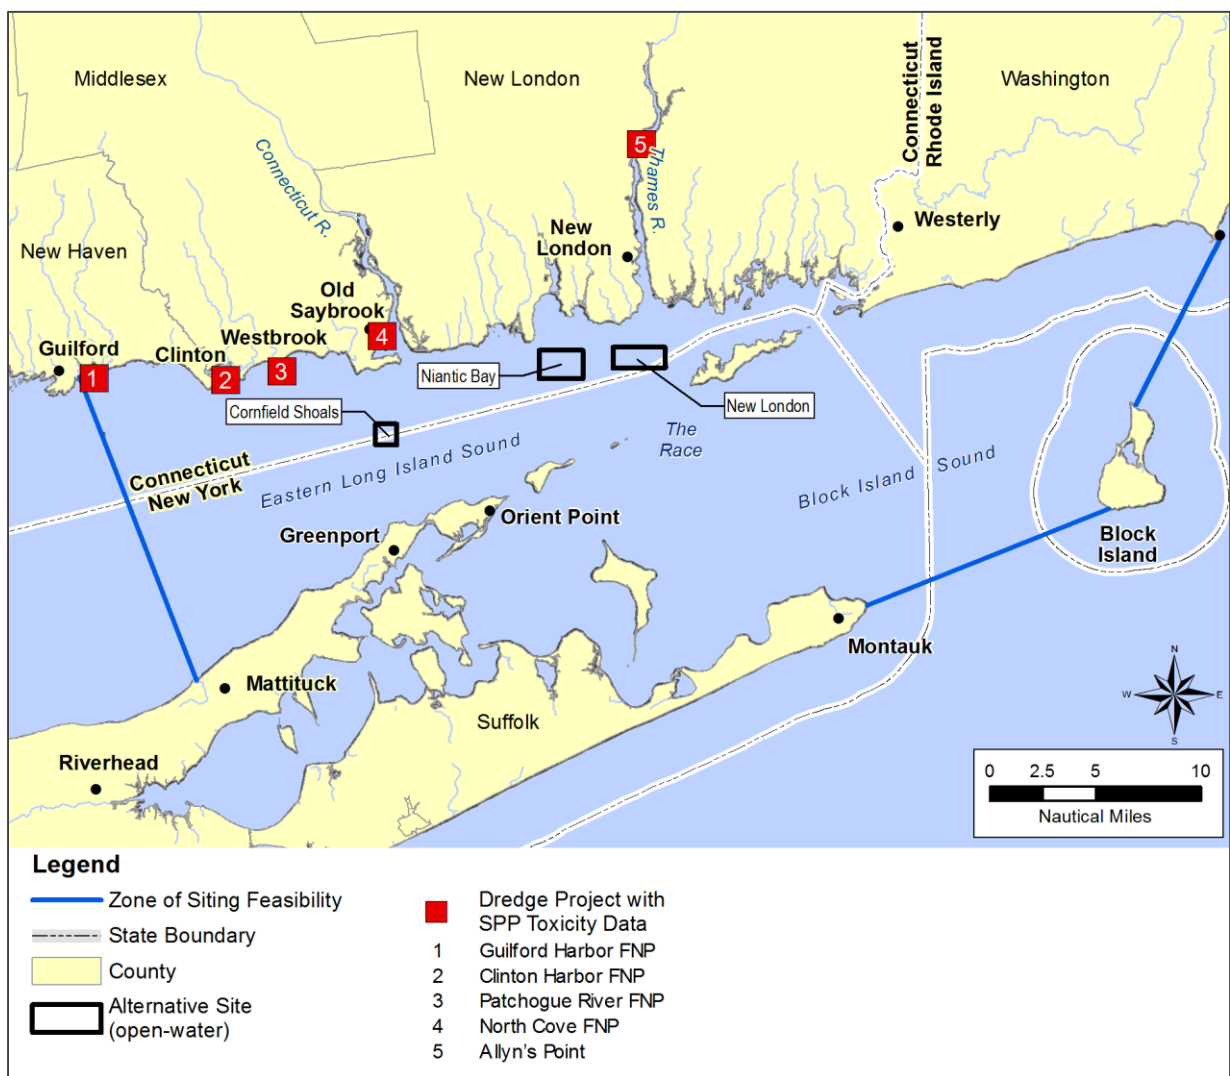 Middlesex
New London
Washington
Connecticut
Rhode Island
5
Connecticut R.
Thames R.
Westerly
New
London
New Haven
Old
Saybrook
4
Westbrook
Guilford
Clinton
1
2
3
Niantic Bay
New London
Cornfield Shoals
The
Race
Connecticut
New York
Eastern Long Island Sound
Block Island Sound
Orient Point
Greenport
Block
Island
Montauk
Mattituck
Suffolk
Riverhead
N
W
E
S
0 2.5 5 10
Nautical Miles
Legend
Zone of Siting Feasibility
State Boundary
County
Alternative Site
(open-water)
Dredge Project with
SPP Toxicity Data
1 Guilford Harbor FNP
2 Clinton Harbor FNP
3 Patchogue River FNP
4 North Cove FNP
5 Allyn's Point